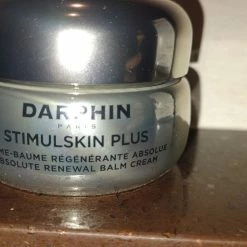 DARPHIN
PARIS
STIMULSKIN PLUS
ME-BAUME RÉGÉNÉRANTE ABSOLUE
BSOLUTE RENEWAL BALM CREAM